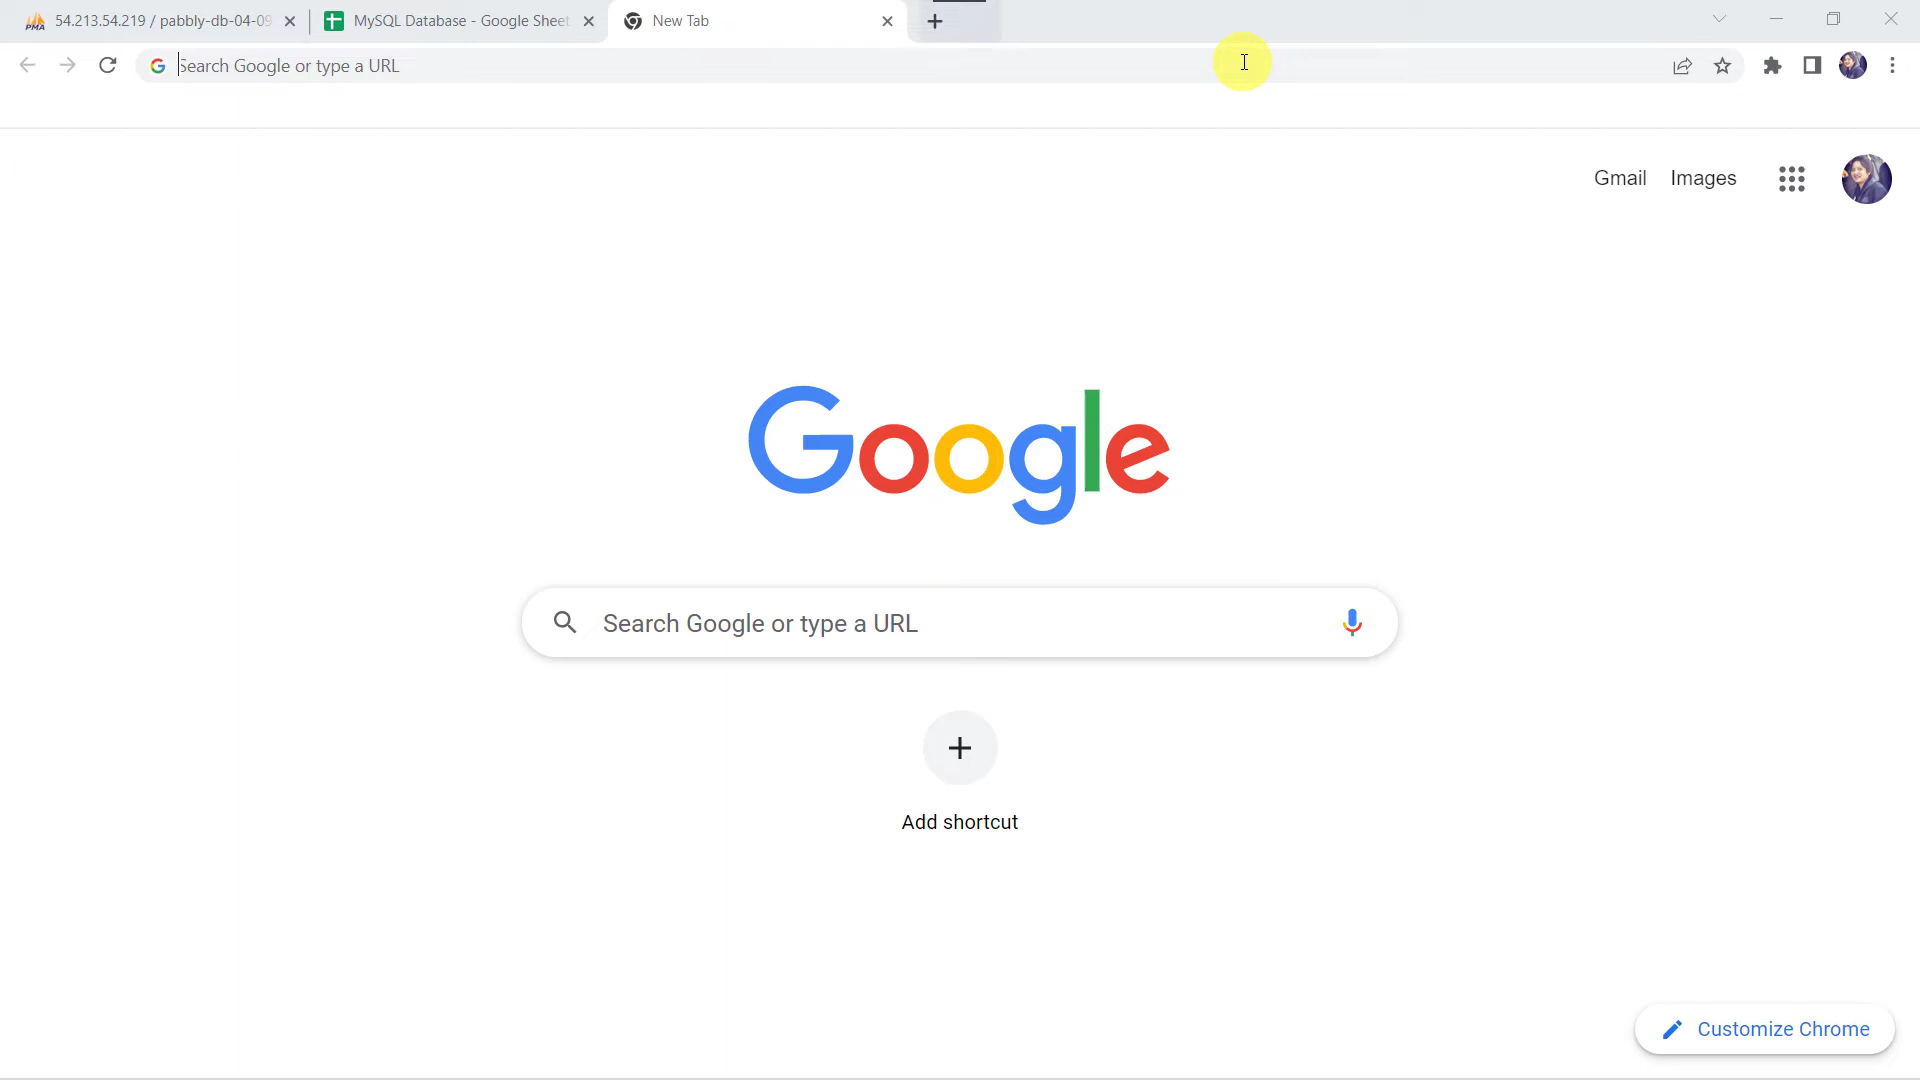 PMA 54.213.54.219 / pabbly-db-04-09
MySQL Database - Google Sheet
New Tab
Search Google or type a URL
Gmail Images
Google
Search Google or type a URL
Add shortcut
Customize Chrome